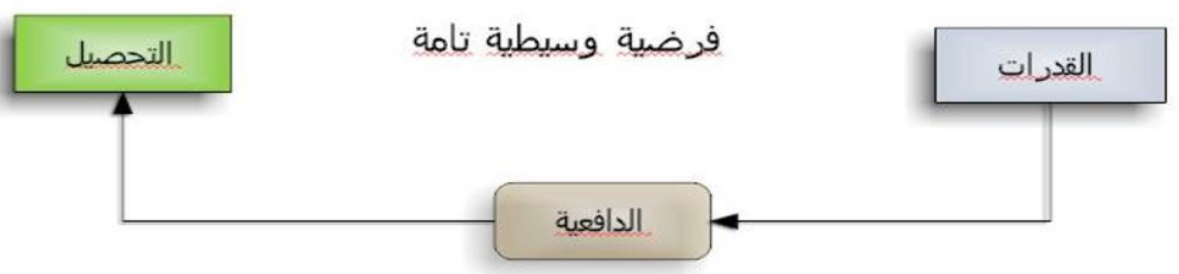 فرضية وسيطية تامة
القدرات
التحصيل
الدافعية